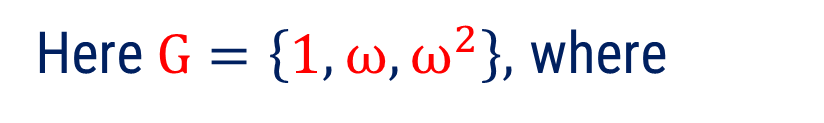 Here G = {1, ω, ω²}, where